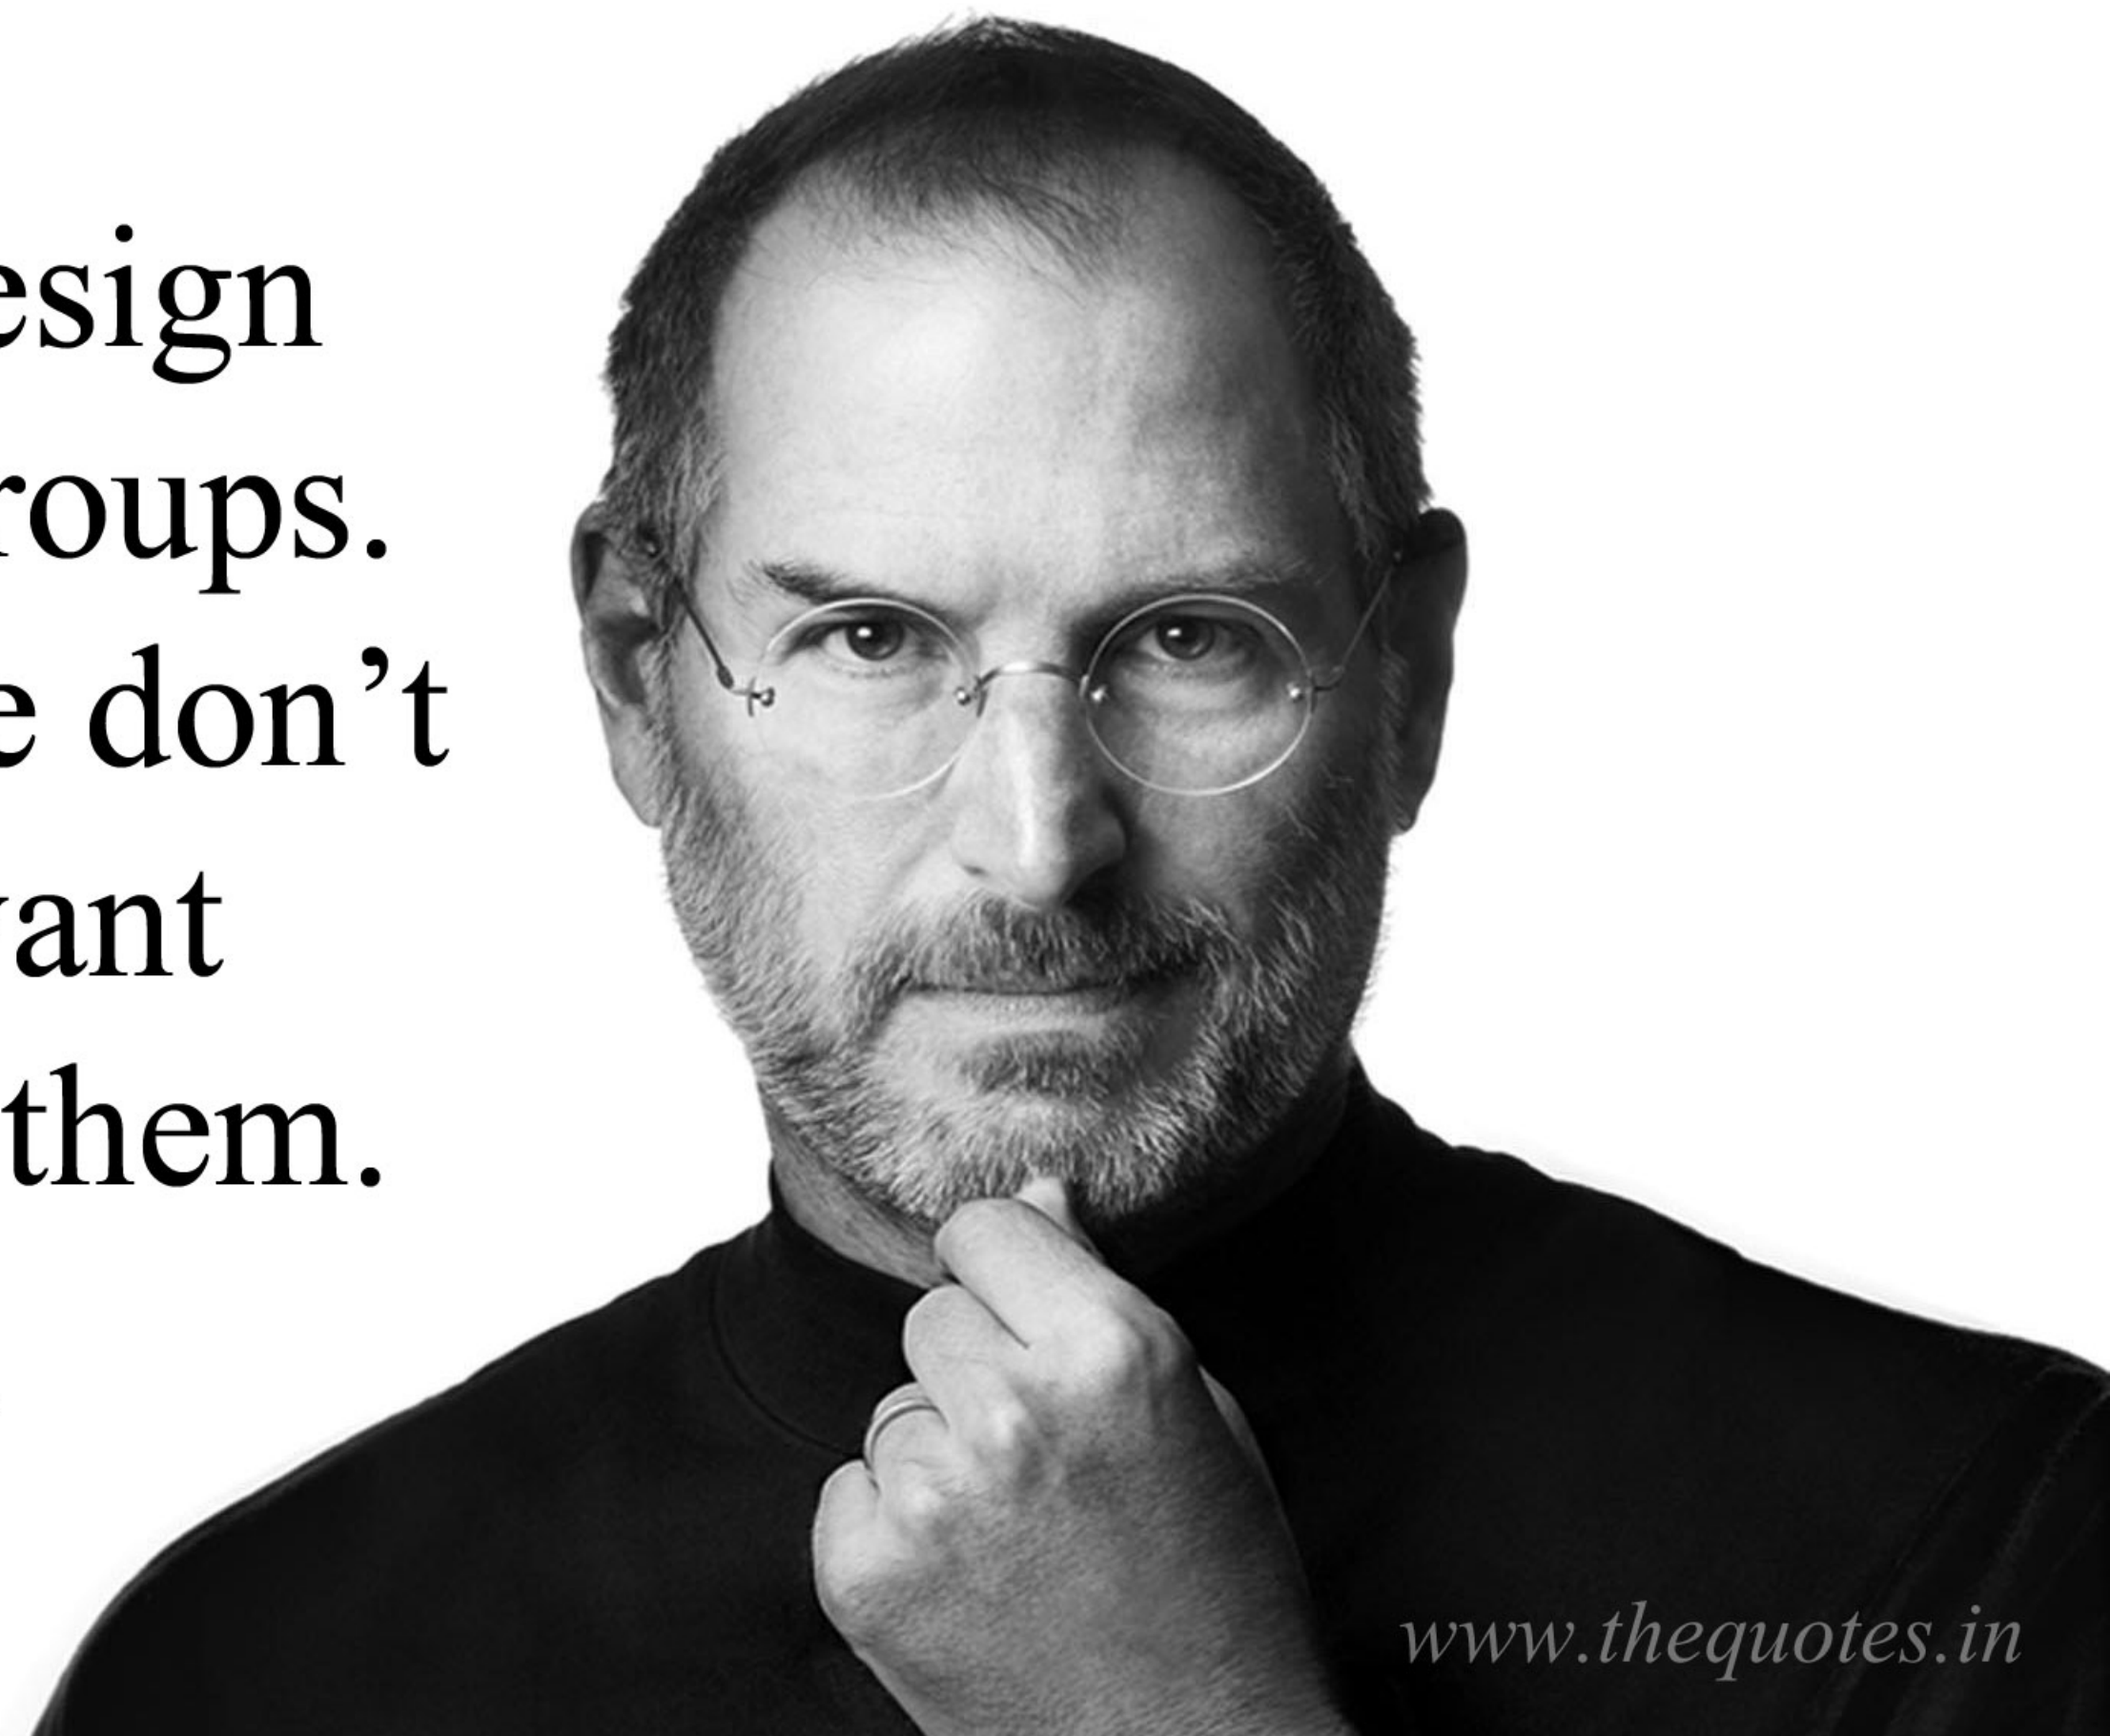 esign
roups.
e don’t
ant
them.
www.thequotes.in